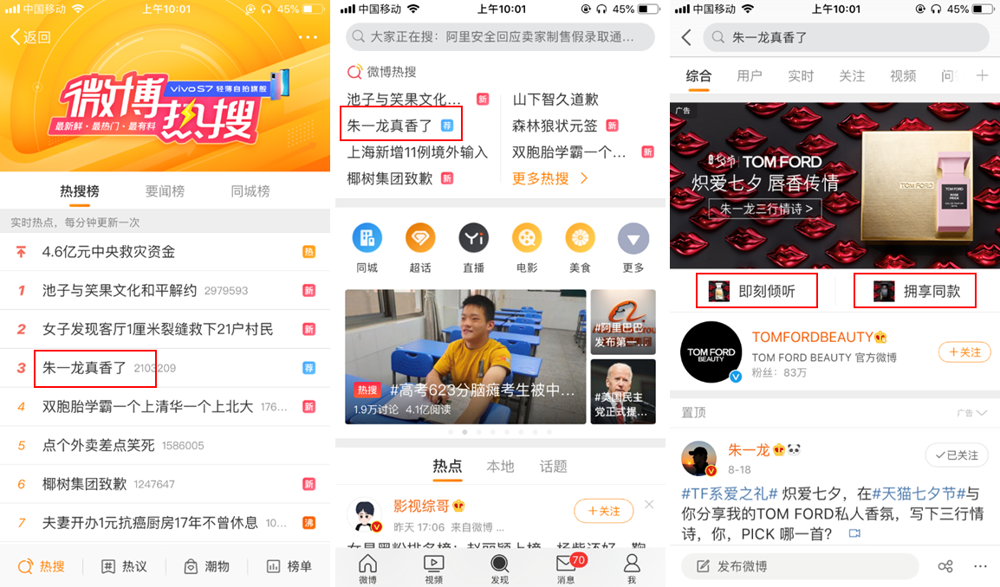 中国移动 上午10:01 45%
返回
微博热搜
vivo S7 轻薄自拍旗舰
最新鲜·最热门·最有料
热搜榜 要闻榜 同城榜
实时热点，每分钟更新一次
4.6亿元中央救灾资金 热
1 池子与笑果文化和平解约 2979593 新
2 女子发现客厅1厘米裂缝救下21户村民 新
3 朱一龙真香了 2103209 荐
4 双胞胎学霸一个上清华一个上北大 176... 新
5 点个外卖差点笑死 1586005
6 椰树集团致歉 1247647 新
7 夫妻开办1元抗癌厨房17年不曾休息 10... 沸
热搜 热议 潮物 榜单
中国移动 上午10:01 45%
大家正在搜：阿里安全回应卖家制售假录取通...
微博热搜
池子与笑果文化... 新 山下智久道歉
朱一龙真香了 荐 森林狼状元签 新
上海新增11例境外输入 双胞胎学霸一个... 新
椰树集团致歉 新 更多热搜
同城 超话 直播 电影 美食 更多
热搜 #高考623分脑瘫考生被中...
1.9万讨论 4.1亿阅读
#阿里巴巴
发布第一...
#美国民主
党正式提...
热点 本地 话题
影视综哥 +关注
昨天 17:06 来自微博 ...
微博 视频 发现 消息 我
70
中国移动 上午10:01 45%
朱一龙真香了
综合 用户 实时 关注 视频 问
广告
TOM FORD
炽爱七夕 唇香传情
朱一龙三行情诗 >
TOM FORD
TOM FORD
ROSE
PRICK
即刻倾听 拥享同款
TOM FORD
BEAUTY
TOMFORDBEAUTY
TOM FORD BEAUTY 官方微博
粉丝：83万
+关注
置顶 广告
朱一龙 已关注
8-18
#TF系爱之礼# 炽爱七夕，在#天猫七夕节#与
你分享我的TOM FORD私人香氛，写下三行情
诗，你，PICK 哪一首？
发布微博